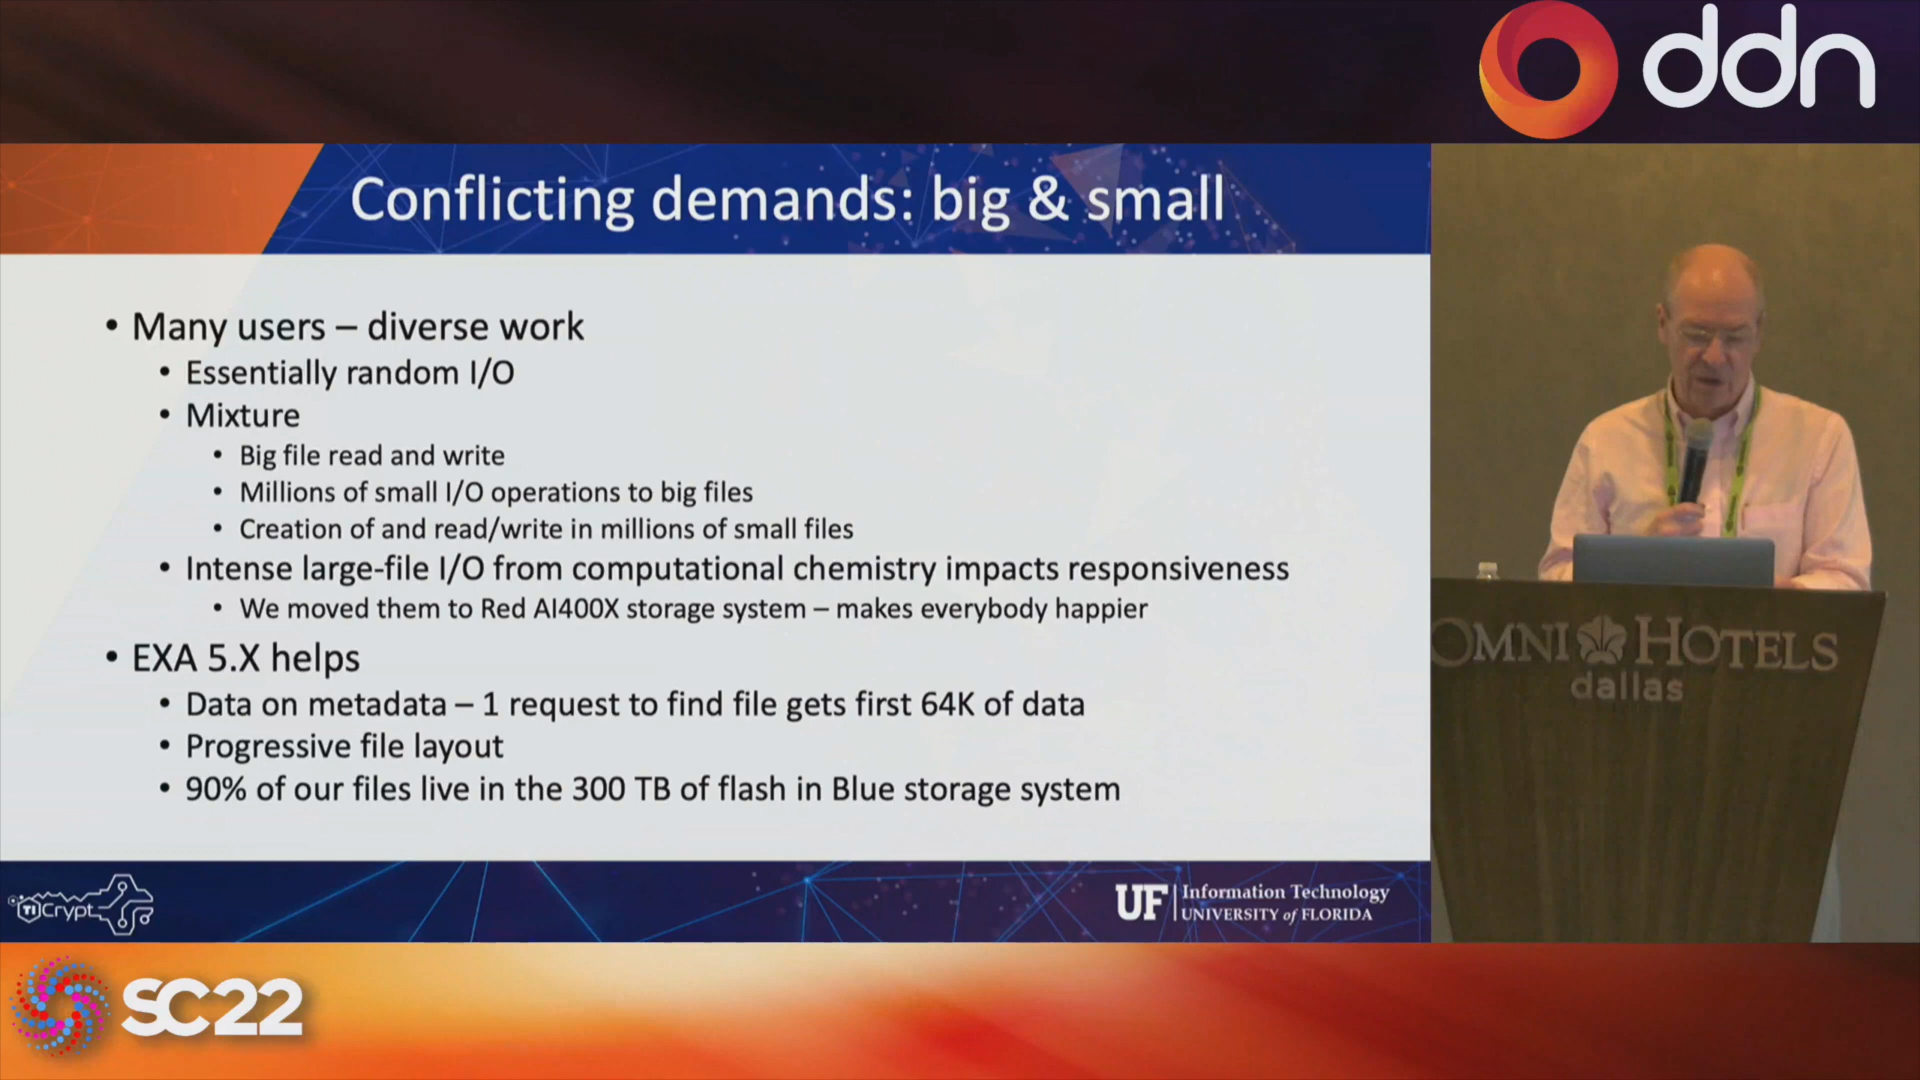 ddn
Conflicting demands: big & small
• Many users – diverse work
• Essentially random I/O
• Mixture
• Big file read and write
• Millions of small I/O operations to big files
• Creation of and read/write in millions of small files
• Intense large-file I/O from computational chemistry impacts responsiveness
• We moved them to Red AI400X storage system – makes everybody happier
• EXA 5.X helps
• Data on metadata – 1 request to find file gets first 64K of data
• Progressive file layout
• 90% of our files live in the 300 TB of flash in Blue storage system
OMNI HOTELS
dallas
TiCrypt
UF Information Technology
UNIVERSITY of FLORIDA
SC22